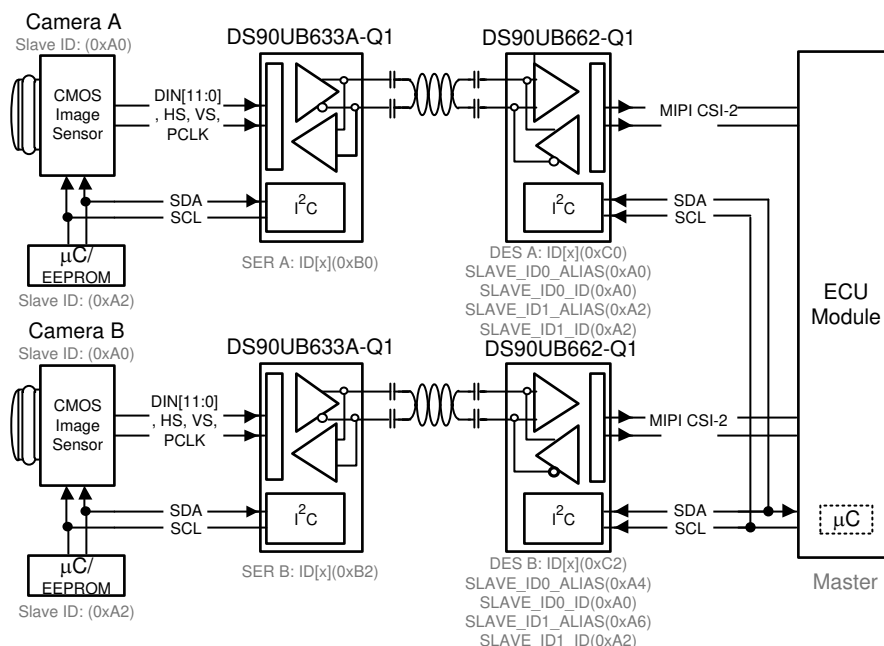 Camera A
Slave ID: (0xA0)
DS90UB633A-Q1
DS90UB662-Q1
CMOS
Image
Sensor
DIN[11:0]
, HS, VS,
PCLK
MIPI CSI-2
SDA
SCL
I²C
I²C
SDA
SCL
µC/
EEPROM
Slave ID: (0xA2)
SER A: ID[x](0xB0)
DES A: ID[x](0xC0)
SLAVE_ID0_ALIAS(0xA0)
SLAVE_ID0_ID(0xA0)
SLAVE_ID1_ALIAS(0xA2)
SLAVE_ID1_ID(0xA2)
ECU
Module
Camera B
Slave ID: (0xA0)
DS90UB633A-Q1
DS90UB662-Q1
CMOS
Image
Sensor
DIN[11:0]
, HS, VS,
PCLK
MIPI CSI-2
SDA
SCL
I²C
I²C
SDA
SCL
µC
µC/
EEPROM
Slave ID: (0xA2)
SER B: ID[x](0xB2)
DES B: ID[x](0xC2)
SLAVE_ID0_ALIAS(0xA4)
SLAVE_ID0_ID(0xA0)
SLAVE_ID1_ALIAS(0xA6)
SLAVE_ID1_ID(0xA2)
Master